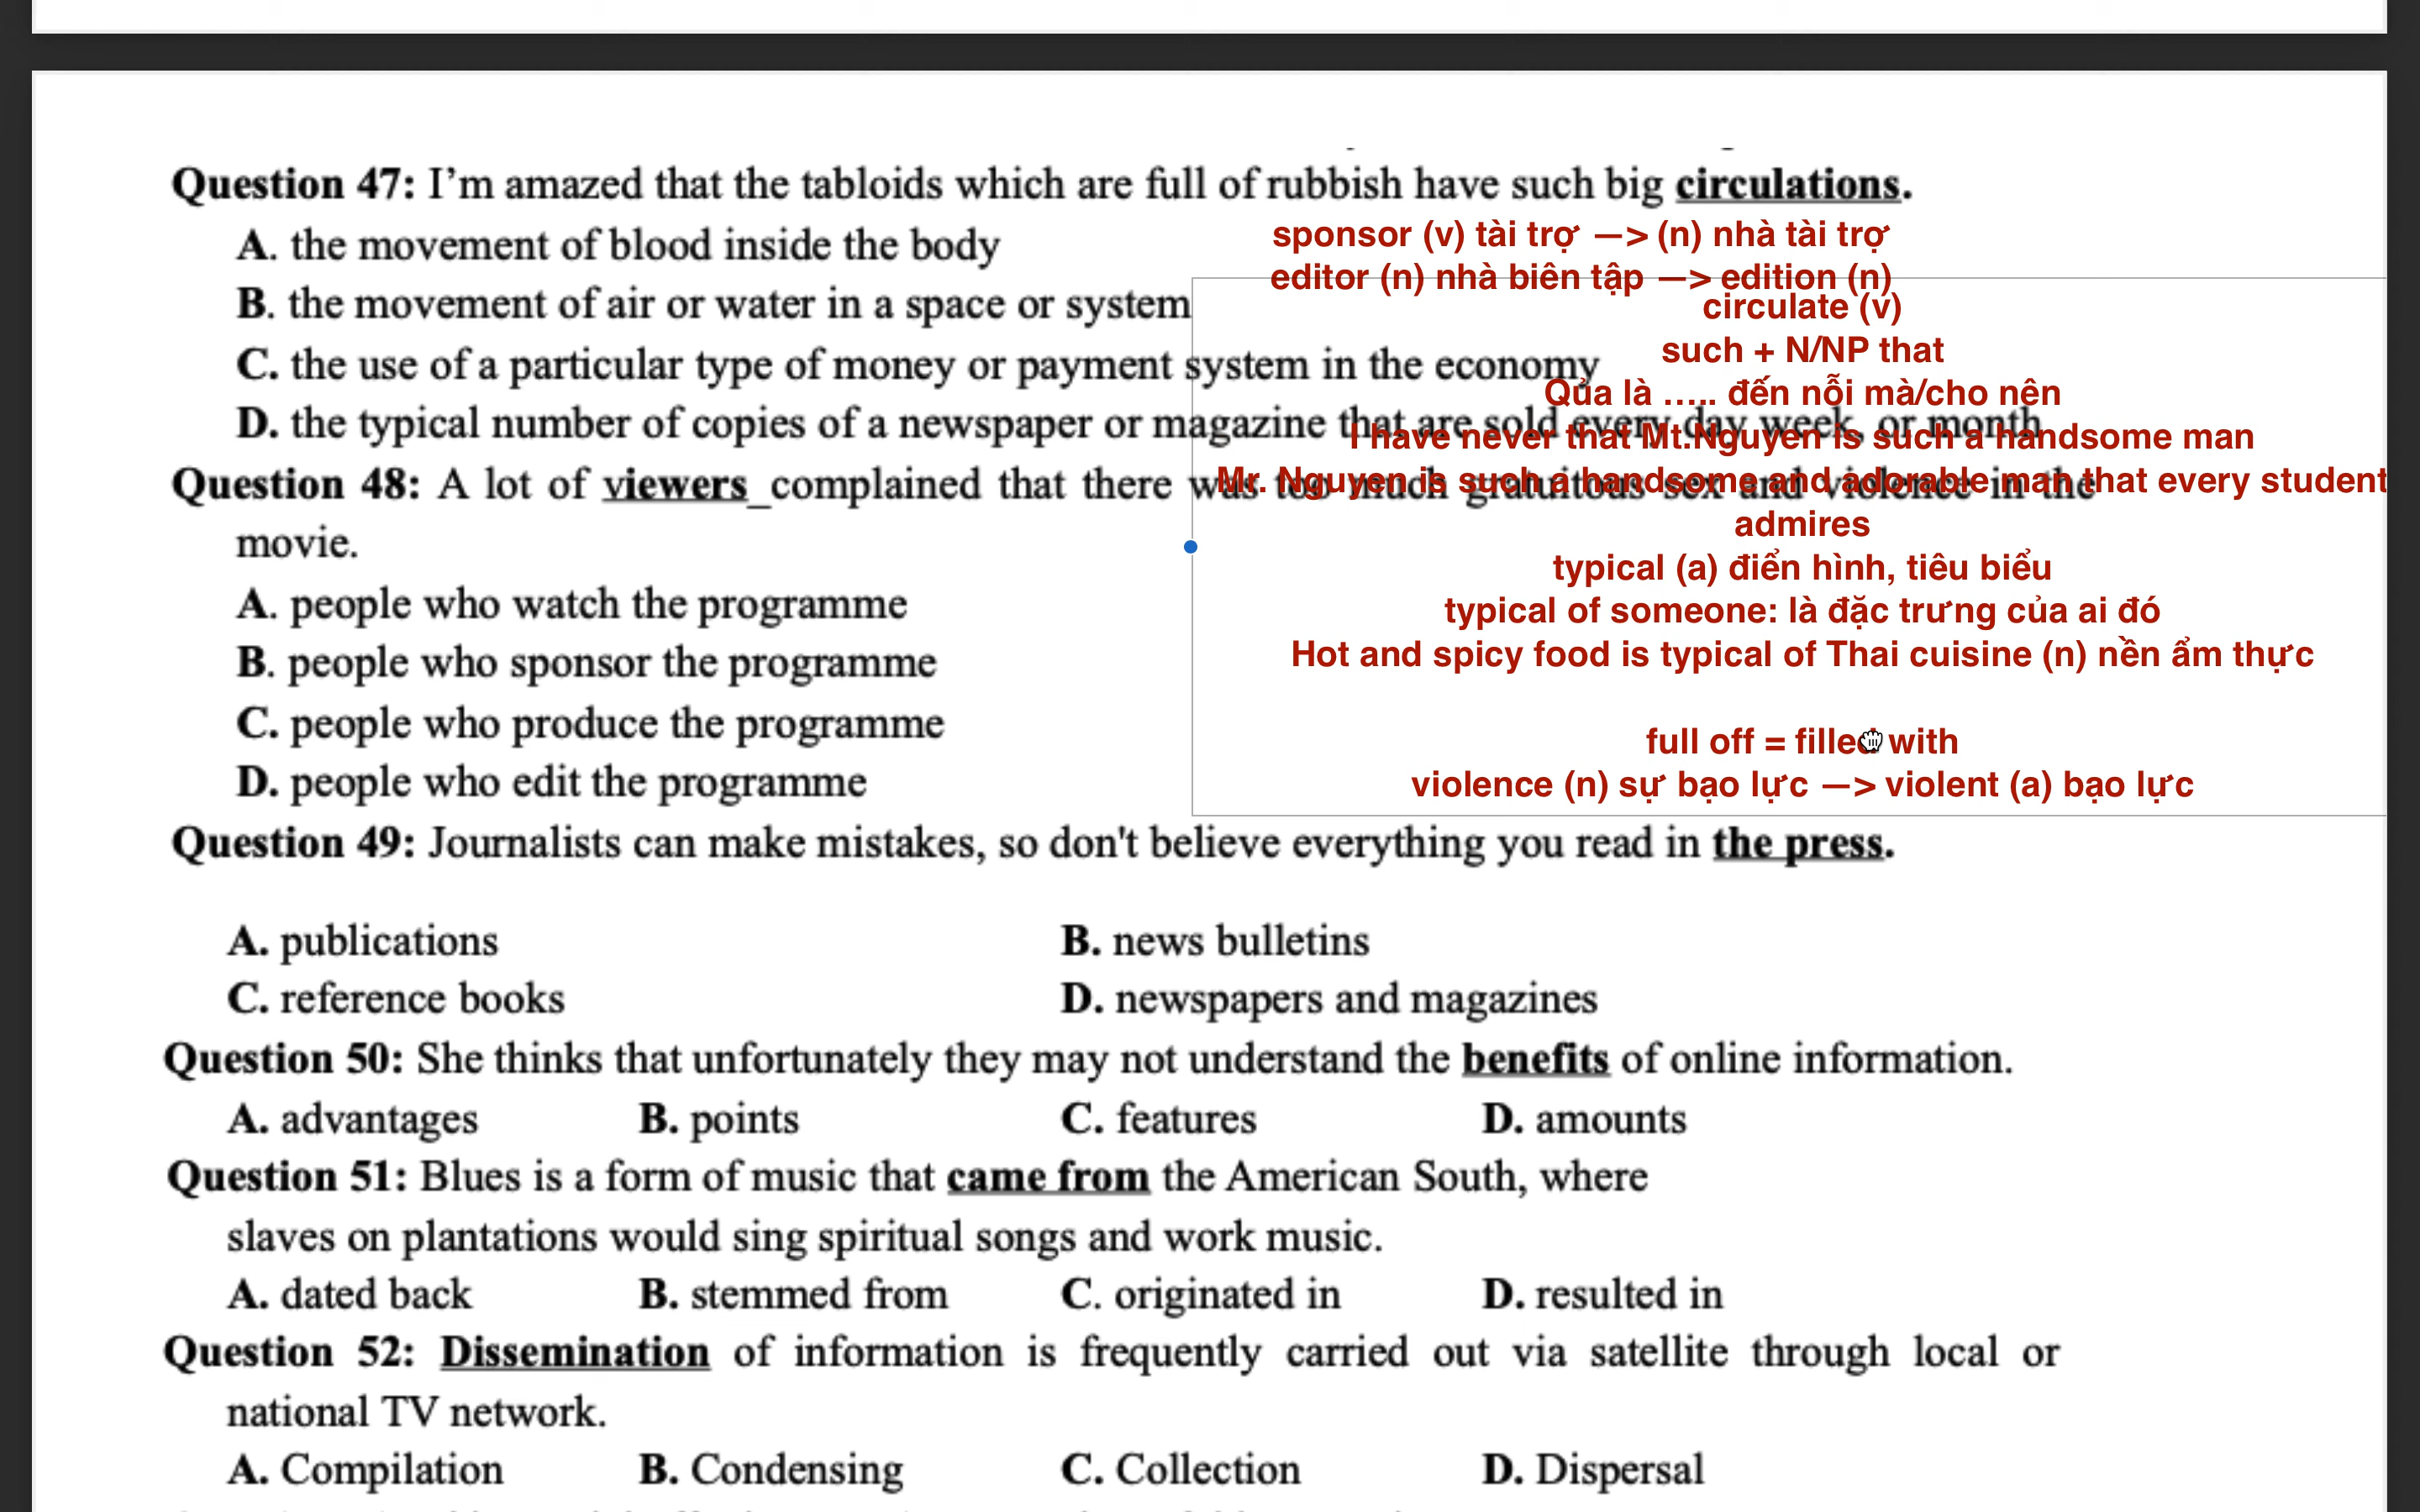 Question 47: I'm amazed that the tabloids which are full of rubbish have such big circulations.
sponsor (v) tài trợ —> (n) nhà tài trợ
A. the movement of blood inside the body
editor (n) nhà biên tập —> edition (n)
B. the movement of air or water in a space or system
circulate (v)
such + N/NP that
C. the use of a particular type of money or payment system in the economy
Qủa là ….. đến nỗi mà/cho nên
D. the typical number of copies of a newspaper or magazine that are sold every day week, or month
I have never that Mt.Nguyen is such a handsome man
Question 48: A lot of viewers_complained that there was too much gratuitous sex and violence in the
Mr. Nguyen is such a handsome and adorable man that every student
admires
movie.
typical (a) điển hình, tiêu biểu
A. people who watch the programme
typical of someone: là đặc trưng của ai đó
B. people who sponsor the programme
Hot and spicy food is typical of Thai cuisine (n) nền ẩm thực
C. people who produce the programme
full off = filled with
D. people who edit the programme
violence (n) sự bạo lực —> violent (a) bạo lực
Question 49: Journalists can make mistakes, so don't believe everything you read in the press.
A. publications B. news bulletins
C. reference books D. newspapers and magazines
Question 50: She thinks that unfortunately they may not understand the benefits of online information.
A. advantages B. points C. features D. amounts
Question 51: Blues is a form of music that came from the American South, where
slaves on plantations would sing spiritual songs and work music.
A. dated back B. stemmed from C. originated in D. resulted in
Question 52: Dissemination of information is frequently carried out via satellite through local or
national TV network.
A. Compilation B. Condensing C. Collection D. Dispersal